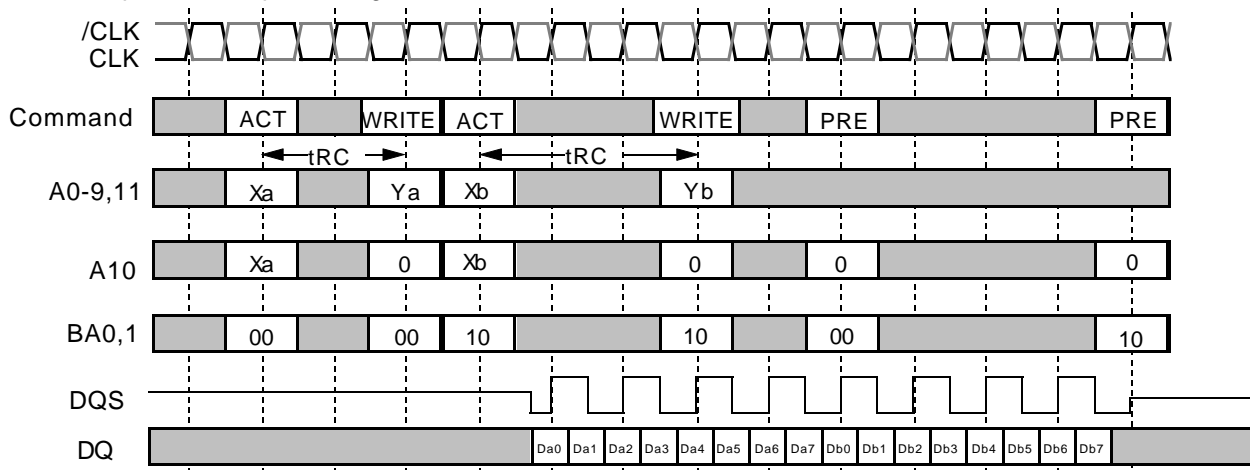 /CLK
CLK
Command ACT WRITE ACT WRITE PRE PRE
tRC tRC
A0-9,11 Xa Ya Xb Yb
A10 Xa 0 Xb 0 0 0
BA0,1 00 00 10 10 00 10
DQS
DQ Da0 Da1 Da2 Da3 Da4 Da5 Da6 Da7 Db0 Db1 Db2 Db3 Db4 Db5 Db6 Db7